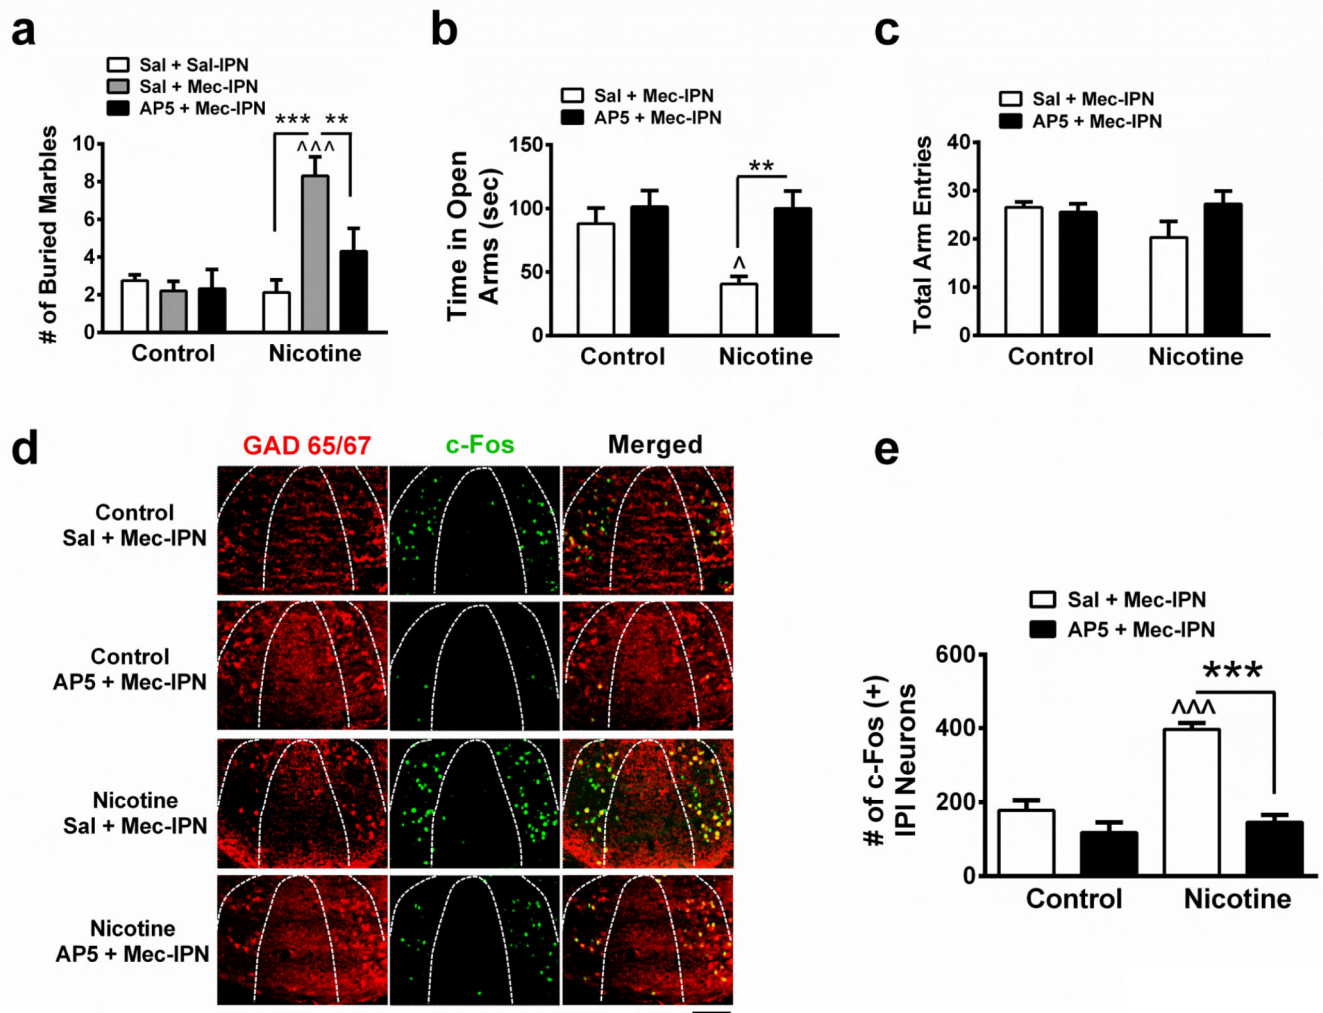 a
Sal + Sal-IPN
Sal + Mec-IPN
AP5 + Mec-IPN
*** **
^^^
# of Buried Marbles
10
8
6
4
2
0
Control Nicotine
b
Sal + Mec-IPN
AP5 + Mec-IPN
Time in Open
Arms (sec)
150
100
50
0
**
^
Control Nicotine
c
Sal + Mec-IPN
AP5 + Mec-IPN
Total Arm Entries
40
30
20
10
0
Control Nicotine
d
GAD 65/67 c-Fos Merged
Control
Sal + Mec-IPN
Control
AP5 + Mec-IPN
Nicotine
Sal + Mec-IPN
Nicotine
AP5 + Mec-IPN
e
Sal + Mec-IPN
AP5 + Mec-IPN
# of c-Fos (+)
IPI Neurons
600
400
200
0
***
^^^
Control Nicotine